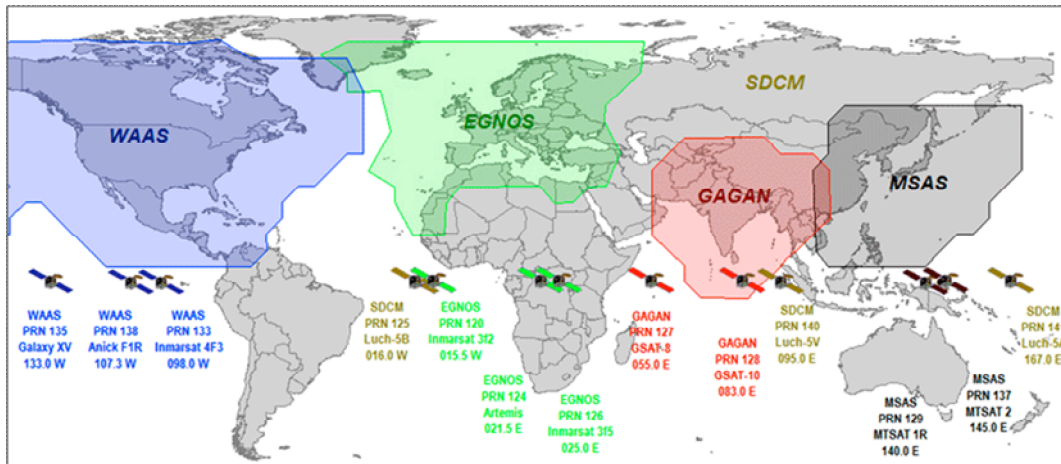 SDCM
WAAS
EGNOS
GAGAN
MSAS
WAAS
PRN 135
Galaxy XV
133.0 W
WAAS
PRN 138
Anick F1R
107.3 W
WAAS
PRN 133
Inmarsat 4F3
098.0 W
SDCM
PRN 125
Luch-5B
016.0 W
EGNOS
PRN 120
Inmarsat 3f2
015.5 W
EGNOS
PRN 124
Artemis
021.5 E
EGNOS
PRN 126
Inmarsat 3f5
025.0 E
GAGAN
PRN 127
GSAT-8
055.0 E
GAGAN
PRN 128
GSAT-10
083.0 E
SDCM
PRN 140
Luch-5V
095.0 E
MSAS
PRN 129
MTSAT 1R
140.0 E
MSAS
PRN 137
MTSAT 2
145.0 E
SDCM
PRN 14
Luch-5
167.0 E